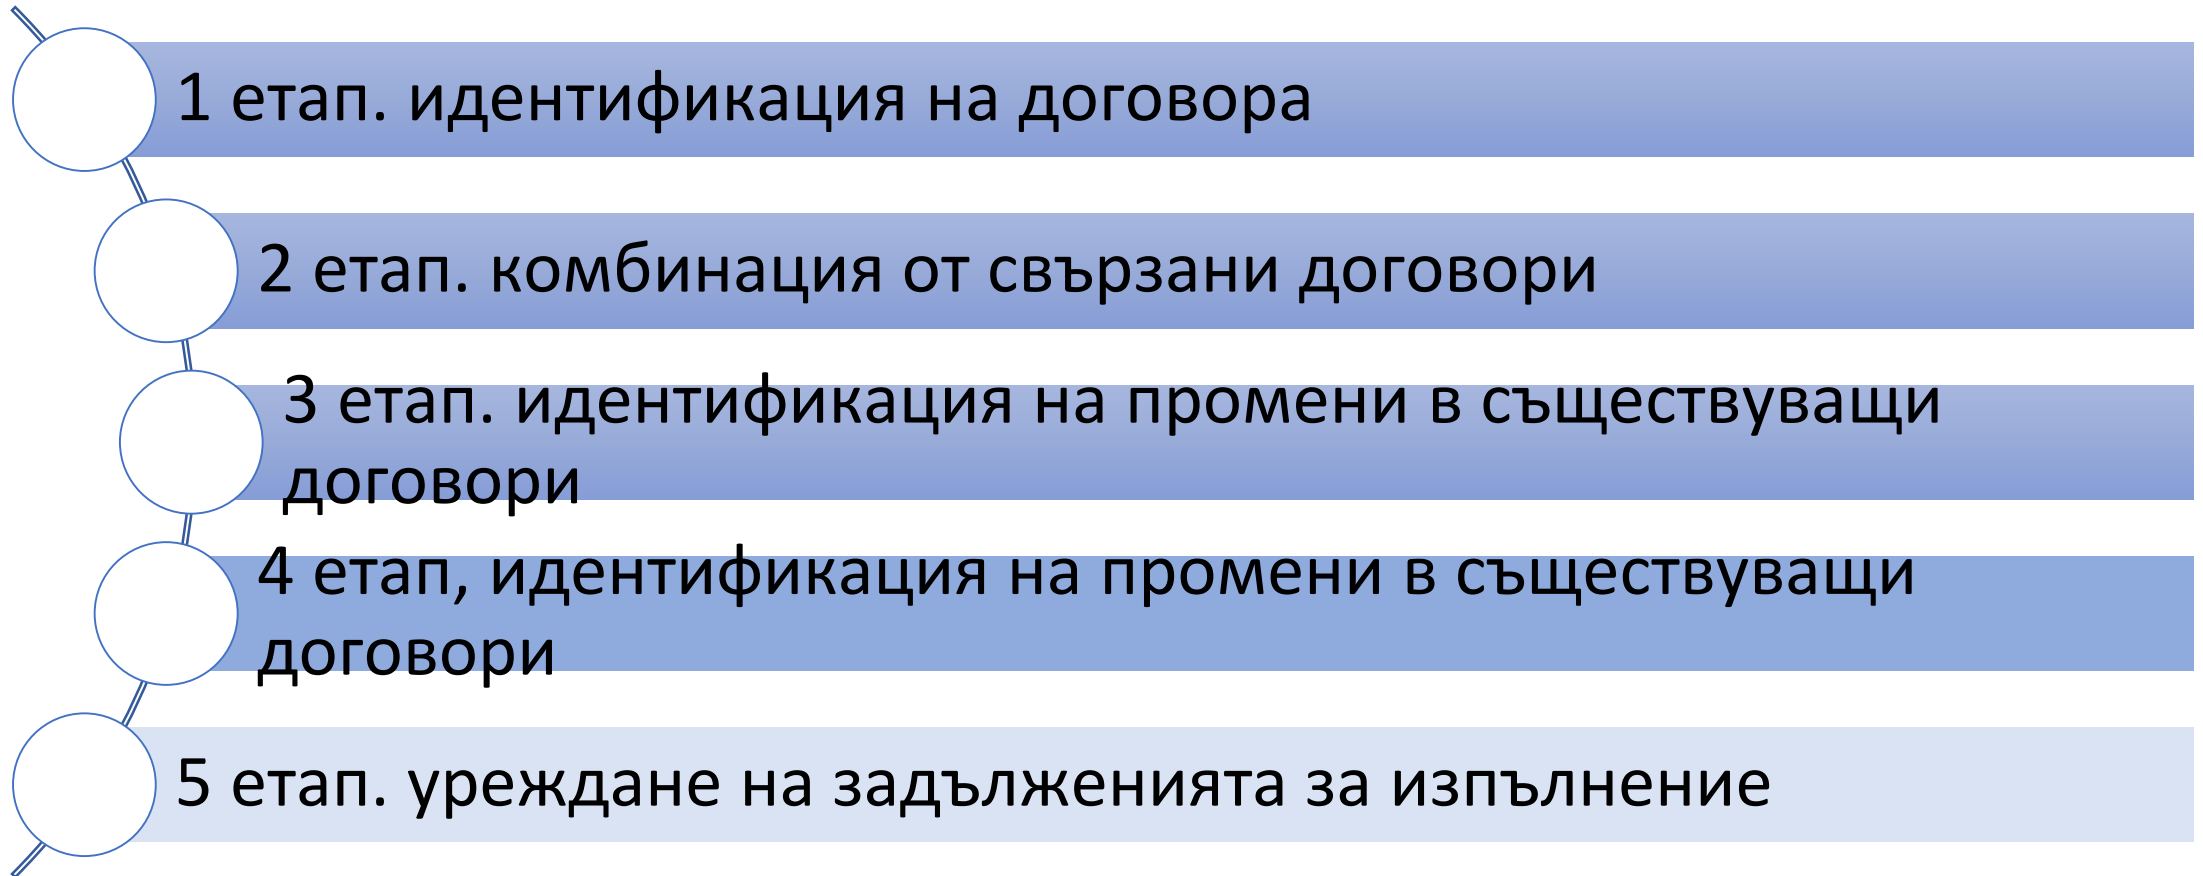 1 етап. идентификация на договора
2 етап. комбинация от свързани договори
3 етап. идентификация на промени в съществуващи
договори
4 етап, идентификация на промени в съществуващи
договори
5 етап. уреждане на задълженията за изпълнение